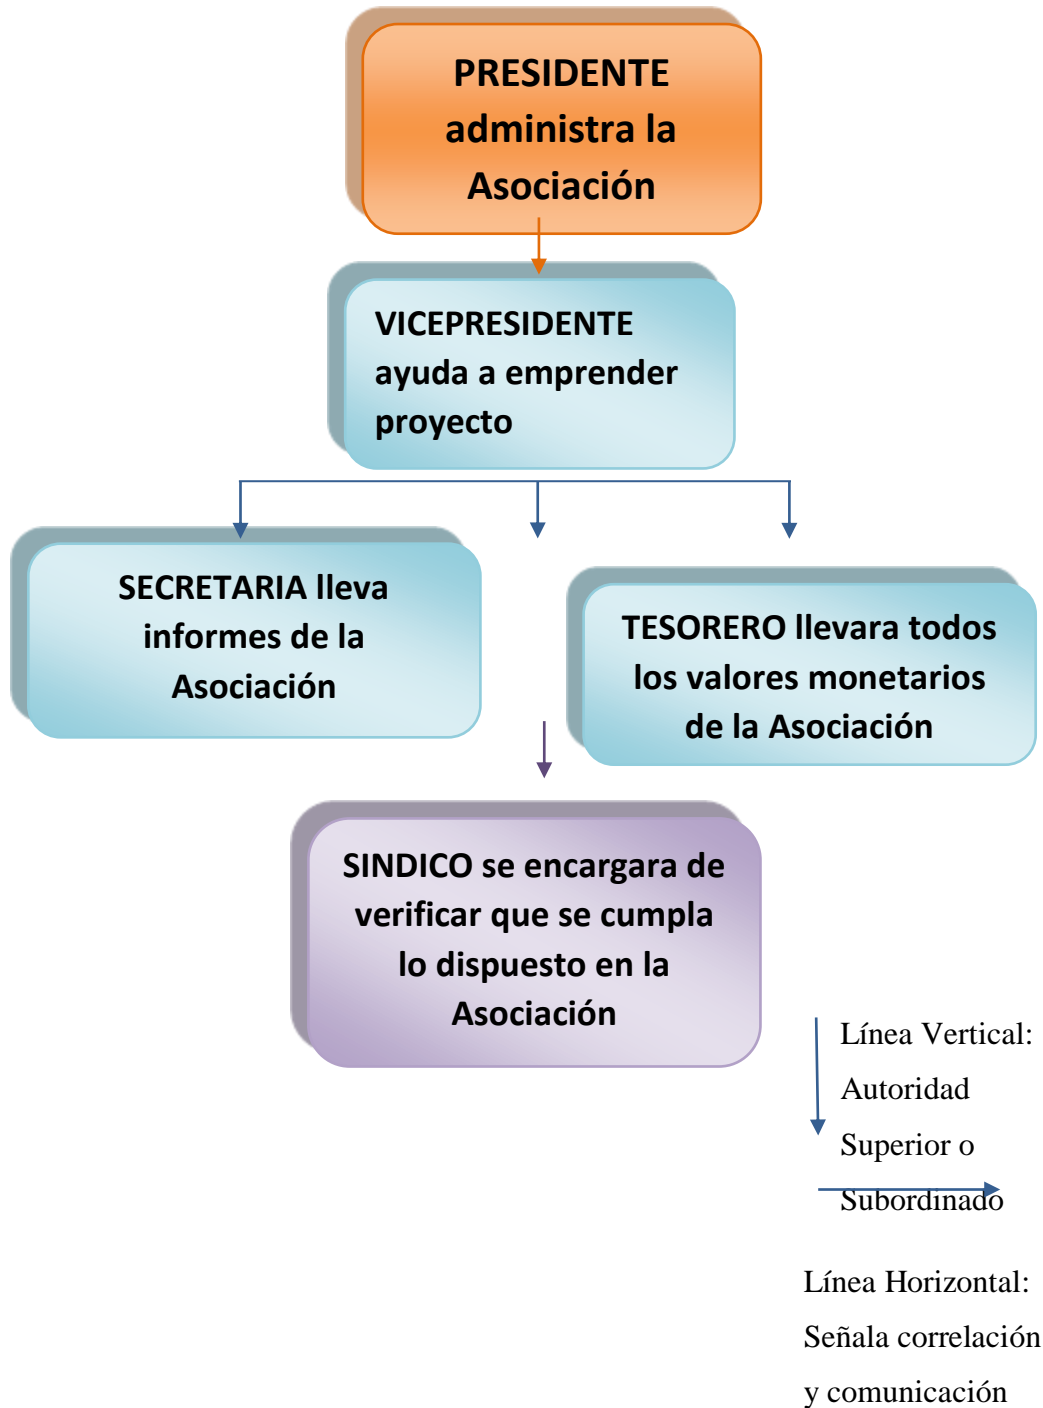 PRESIDENTE
administra la
Asociación
VICEPRESIDENTE
ayuda a emprender
proyecto
SECRETARIA lleva
informes de la
Asociación
TESORERO llevara todos
los valores monetarios
de la Asociación
SINDICO se encargara de
verificar que se cumpla
lo dispuesto en la
Asociación
Línea Vertical:
Autoridad
Superior o
Subordinado
Línea Horizontal:
Señala correlación
y comunicación